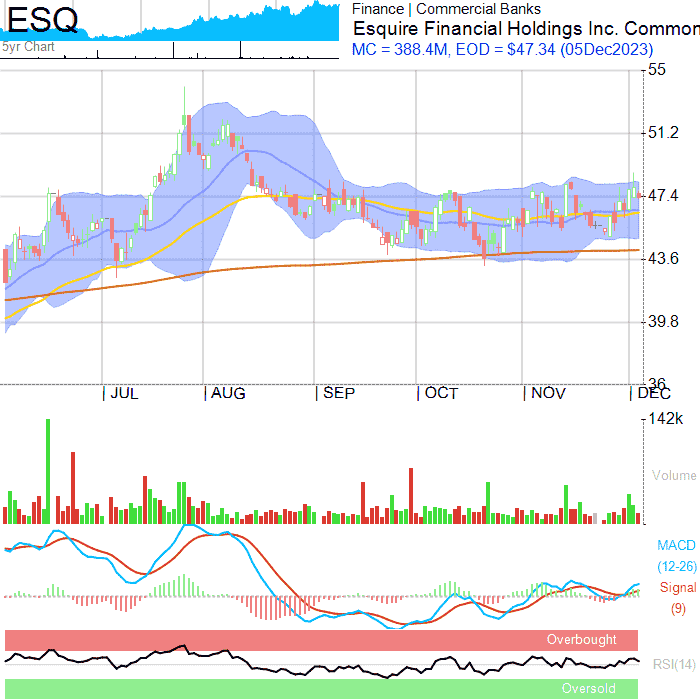 ESQ
5yr Chart
Finance | Commercial Banks
Esquire Financial Holdings Inc. Common
MC = 388.4M, EOD = $47.34 (05Dec2023)
55
51.2
47.4
43.6
39.8
36
JUL AUG SEP OCT NOV DEC
142k
Volume
MACD
(12-26)
Signal
(9)
Overbought
RSI(14)
Oversold